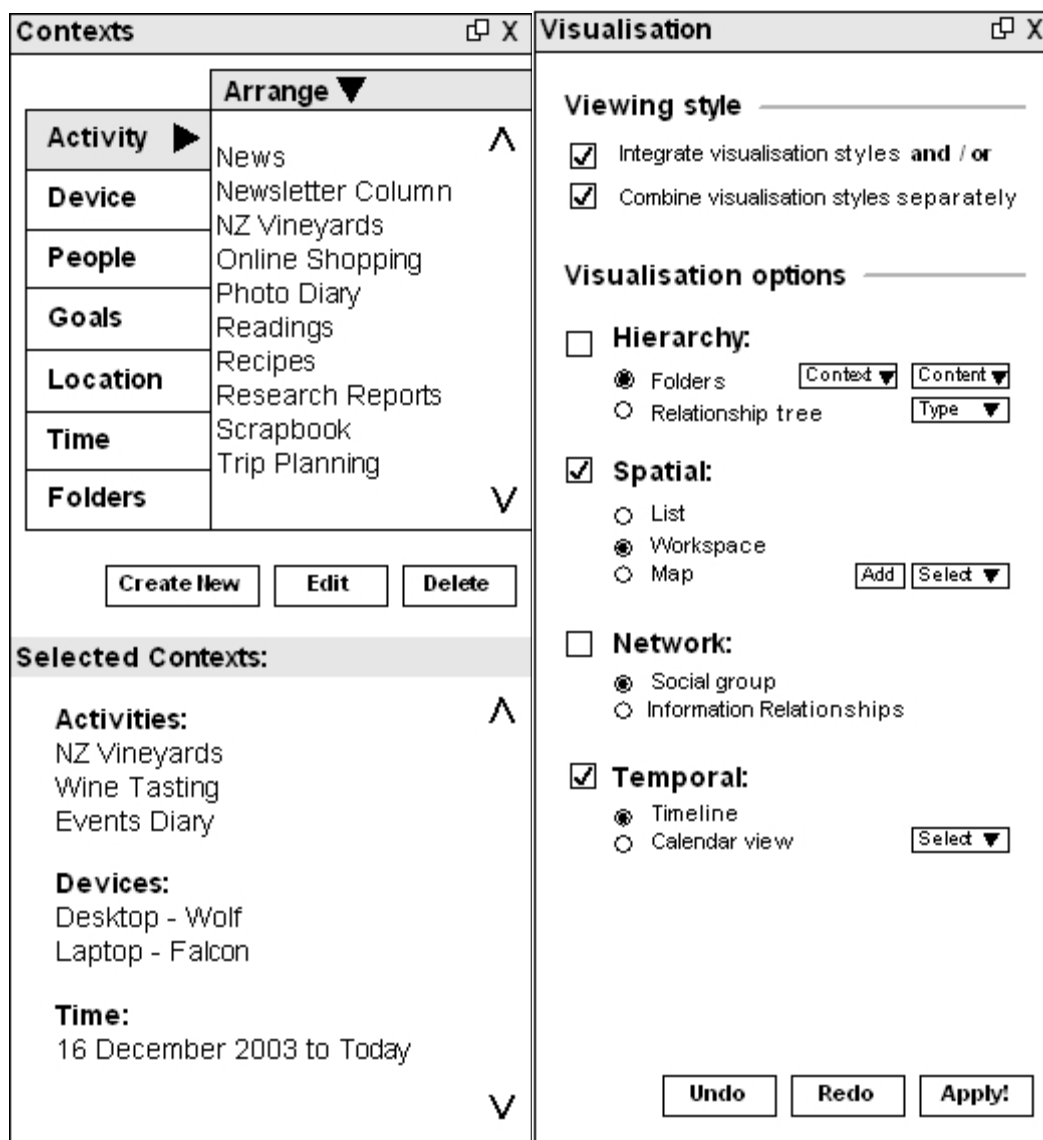 Contexts X
Arrange ▼
Activity ▶
Device
People
Goals
Location
Time
Folders
News
Newsletter Column
NZ Vineyards
Online Shopping
Photo Diary
Readings
Recipes
Research Reports
Scrapbook
Trip Planning
Create New Edit Delete
Selected Contexts:
Activities:
NZ Vineyards
Wine Tasting
Events Diary
Devices:
Desktop - Wolf
Laptop - Falcon
Time:
16 December 2003 to Today
Visualisation X
Viewing style
Integrate visualisation styles and / or
Combine visualisation styles separately
Visualisation options
Hierarchy:
Folders Context ▼ Content ▼
Relationship tree Type ▼
Spatial:
List
Workspace
Map Add Select ▼
Network:
Social group
Information Relationships
Temporal:
Timeline
Calendar view Select ▼
Undo Redo Apply!